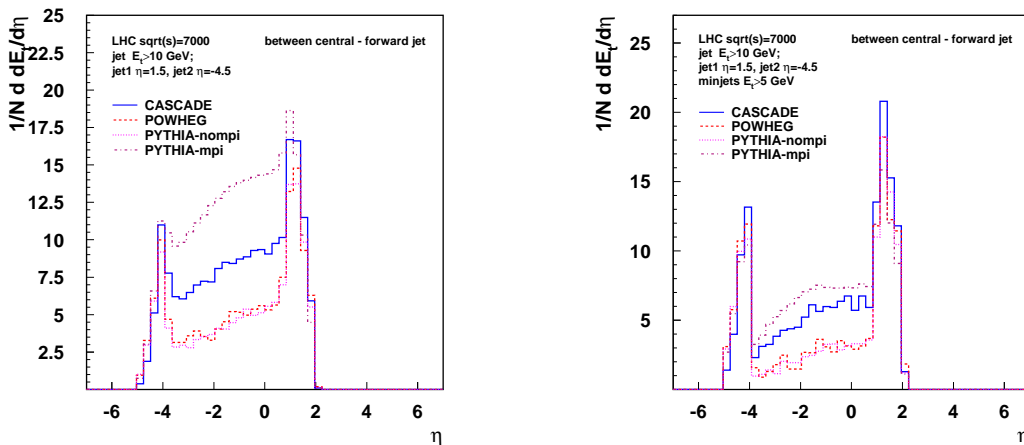 1/N d dE_t/dη
25
22.5
20
17.5
15
12.5
10
7.5
5
2.5
LHC sqrt(s)=7000 between central - forward jet
jet E_t>10 GeV;
jet1 η=1.5, jet2 η=-4.5
CASCADE
POWHEG
PYTHIA-nompi
PYTHIA-mpi
-6 -4 -2 0 2 4 6
η
1/N d dE_t/dη
25
20
15
10
5
LHC sqrt(s)=7000 between central - forward jet
jet E_t>10 GeV;
jet1 η=1.5, jet2 η=-4.5
minjets E_t>5 GeV
CASCADE
POWHEG
PYTHIA-nompi
PYTHIA-mpi
-6 -4 -2 0 2 4 6
η